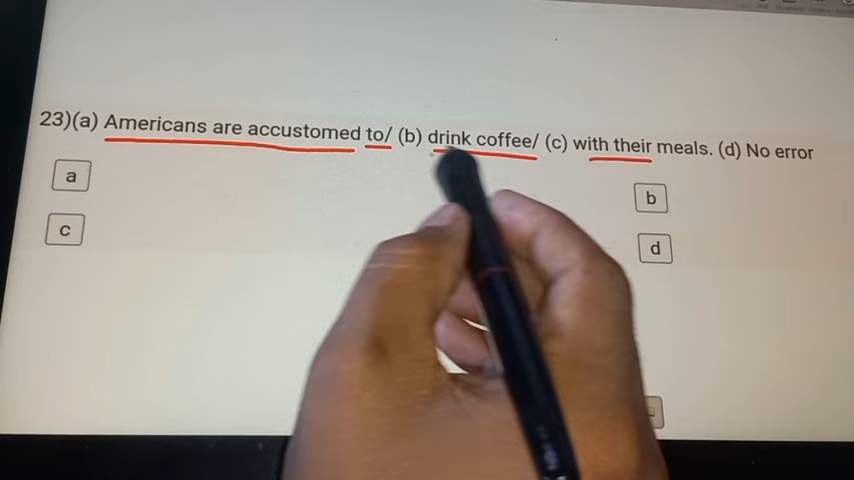 23)(a) Americans are accustomed to/ (b) drink coffee/ (c) with their meals. (d) No error
a
b
c
d